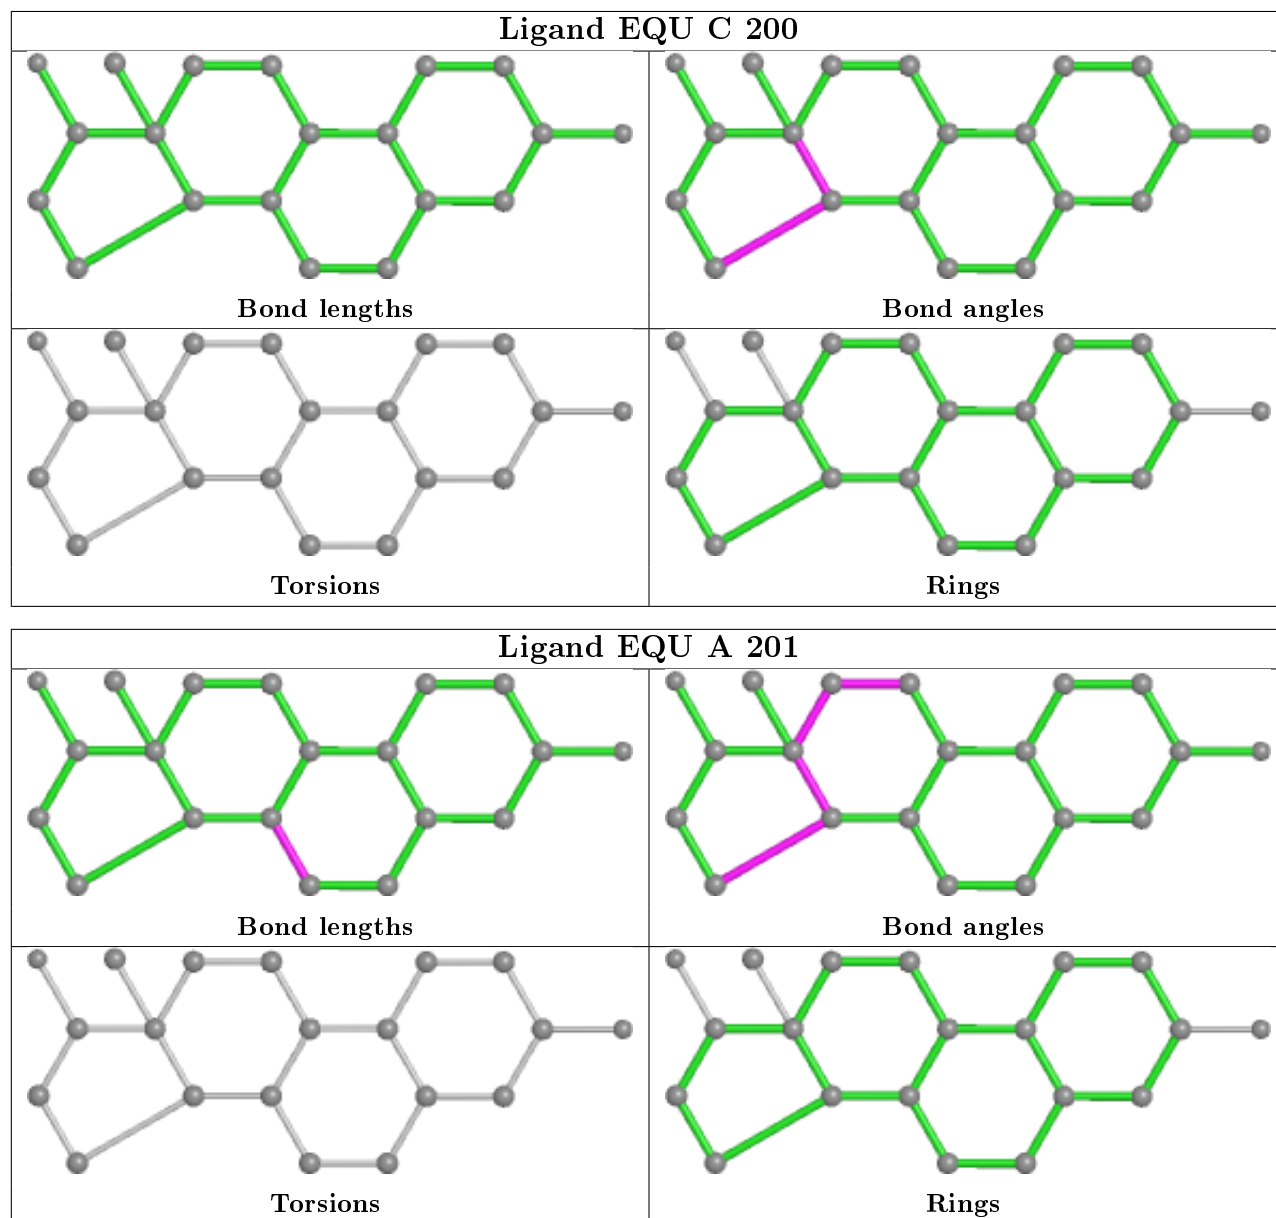 Ligand EQU C 200
Bond lengths
Bond angles
Torsions
Rings
Ligand EQU A 201
Bond lengths
Bond angles
Torsions
Rings